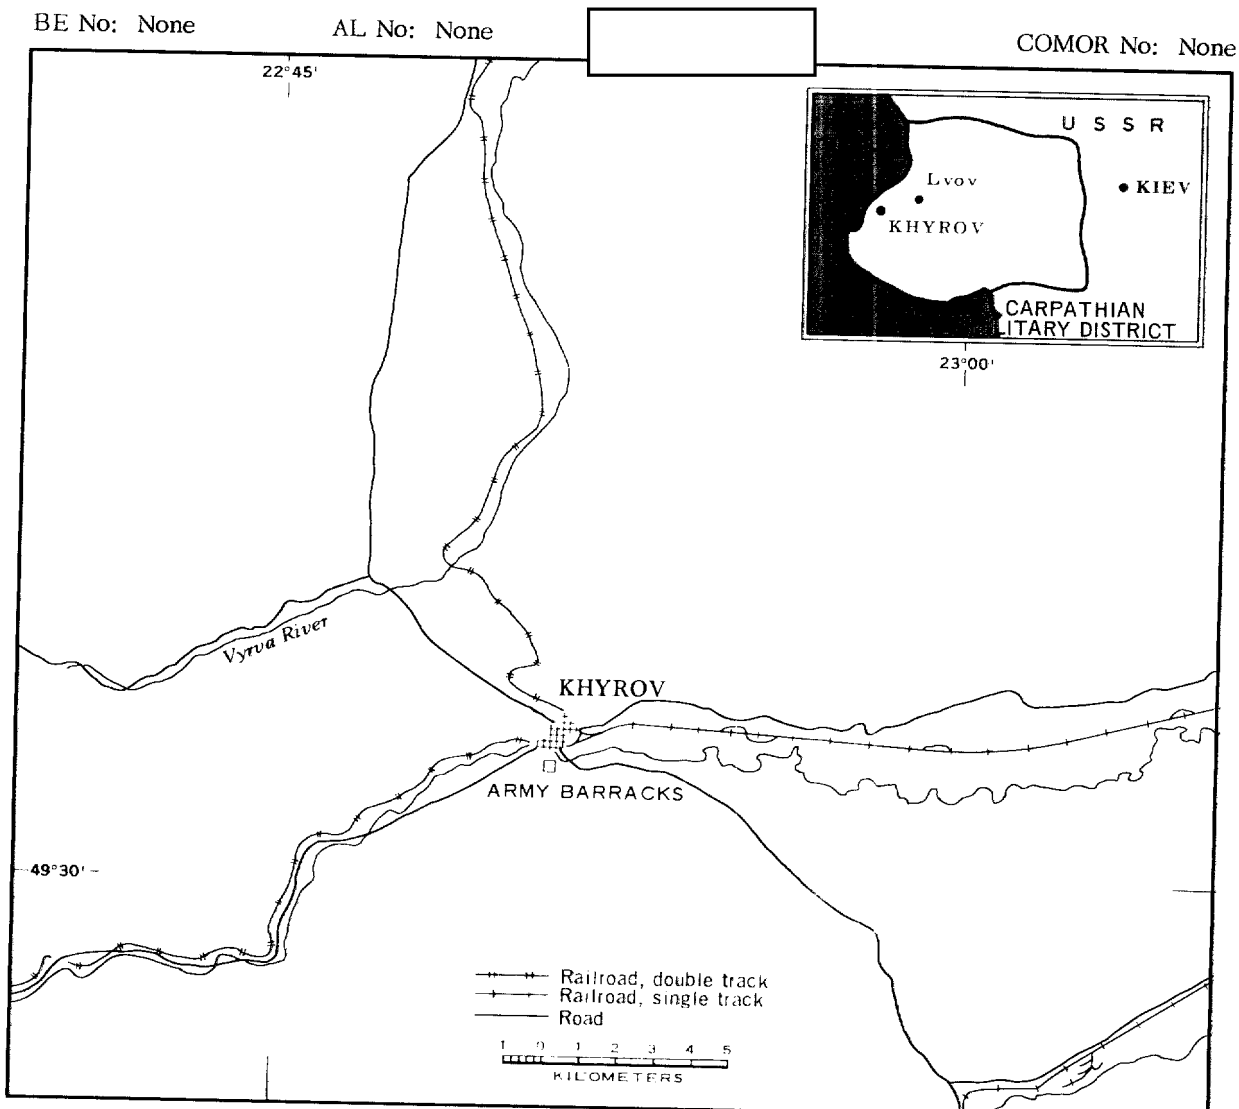 BE No: None
AL No: None
COMOR No: None
22°45'
U S S R
Lvov
KIEV
KHYROV
CARPATHIAN
LITARY DISTRICT
23°00'
Vyrva River
KHYROV
ARMY BARRACKS
49°30'
Railroad, double track
Railroad, single track
Road
1 0 1 2 3 4 5
KILOMETERS